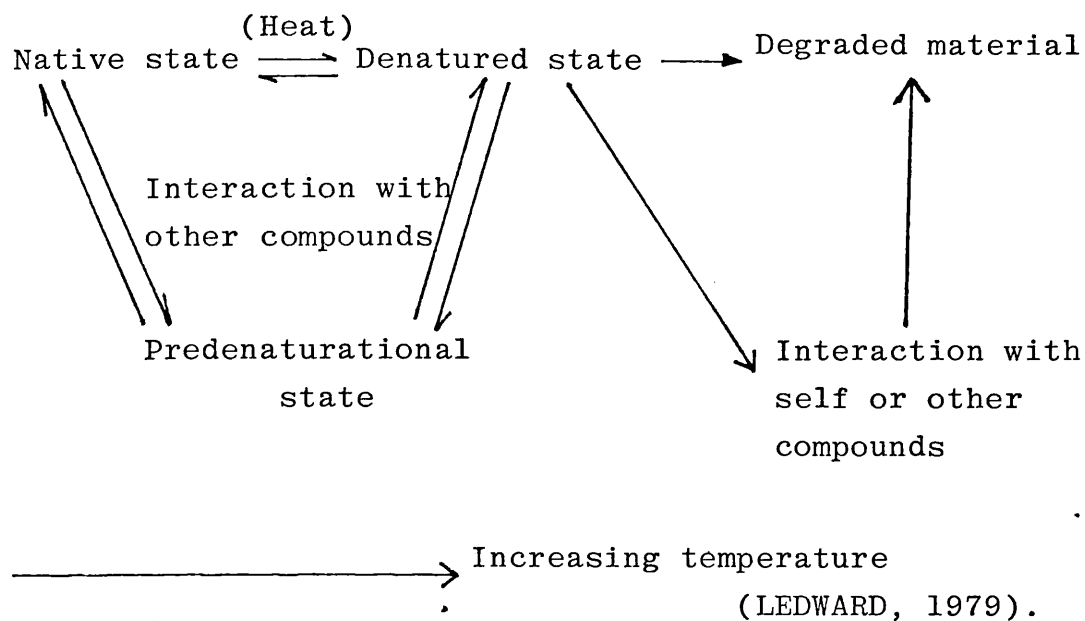 (Heat)
Native state
Denatured state
Degraded material
Interaction with
other compounds
Predenaturational
state
Interaction with
self or other
compounds
Increasing temperature
(LEDWARD, 1979).